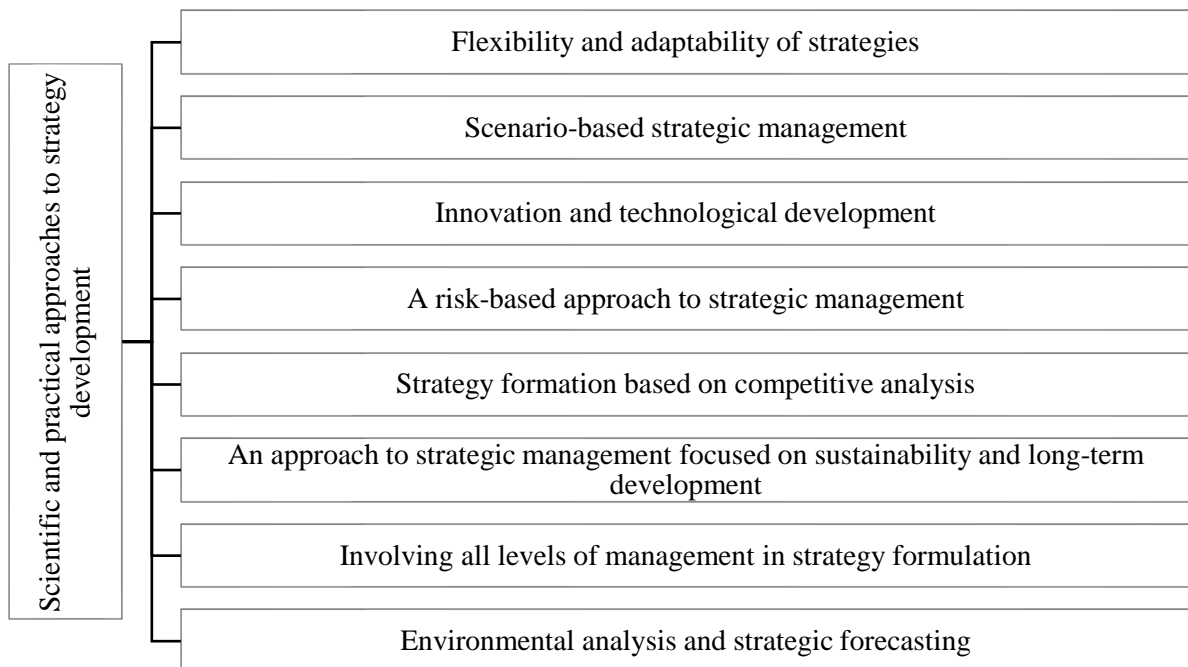 Scientific and practical approaches to strategy
development
Flexibility and adaptability of strategies
Scenario-based strategic management
Innovation and technological development
A risk-based approach to strategic management
Strategy formation based on competitive analysis
An approach to strategic management focused on sustainability and long-term
development
Involving all levels of management in strategy formulation
Environmental analysis and strategic forecasting